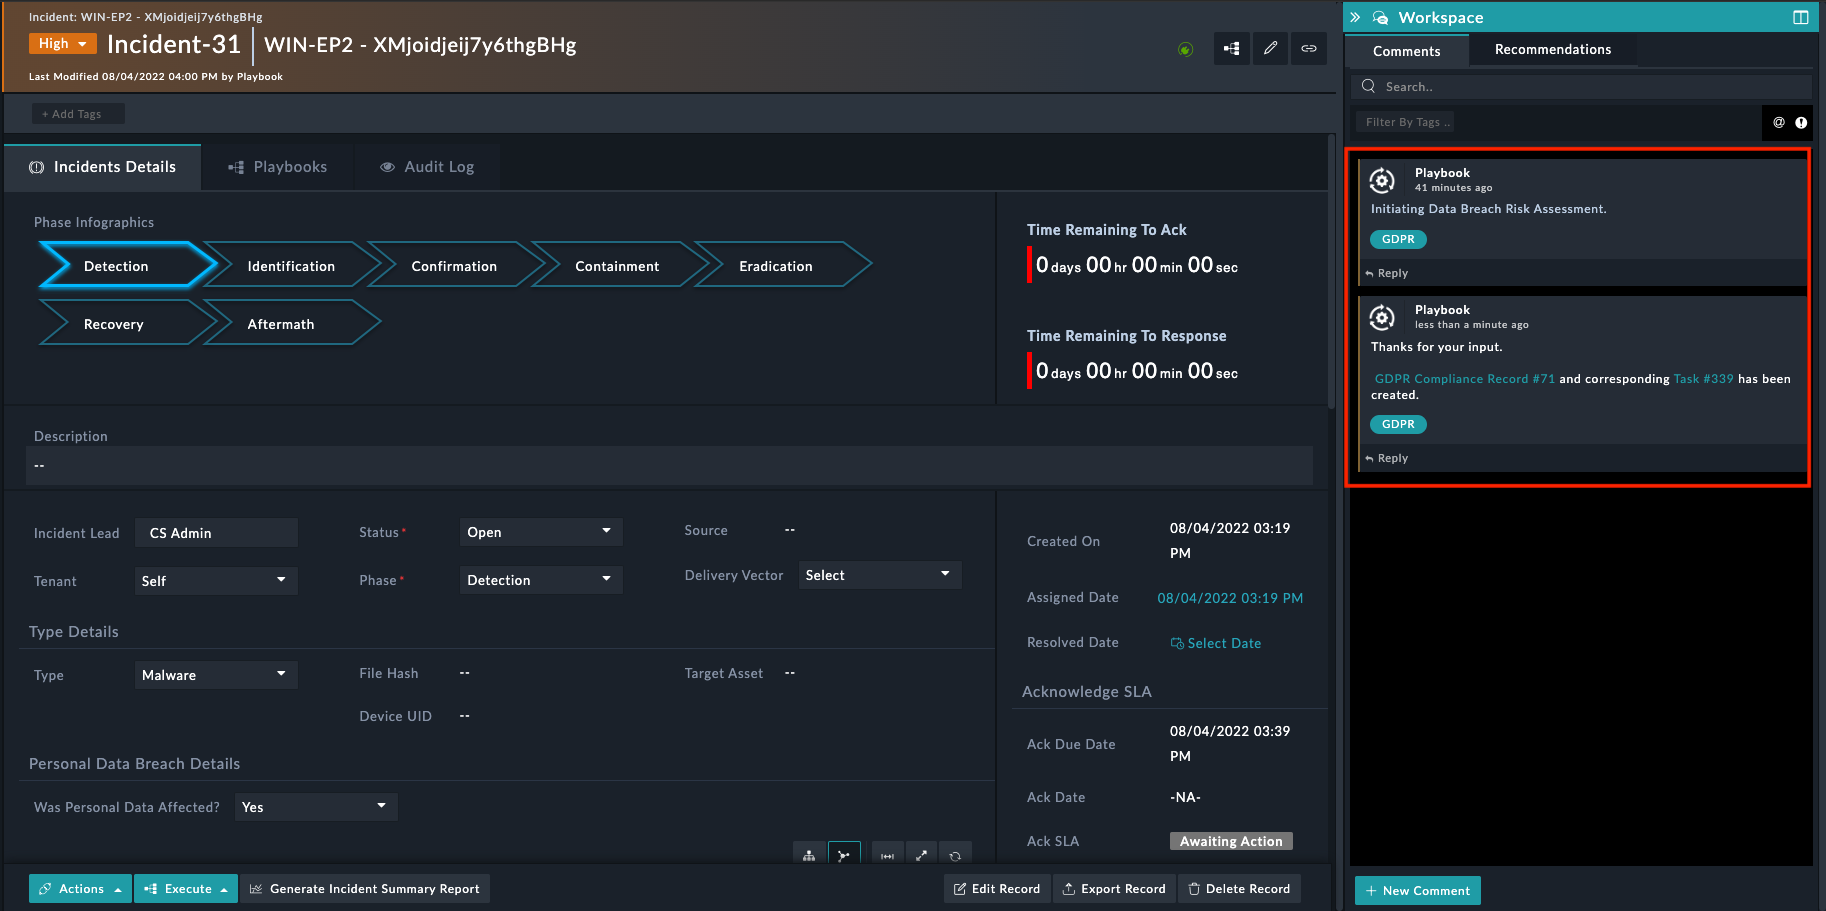 Incident: WIN-EP2 - XMjoidjeij7y6thgBHg
High Incident-31 WIN-EP2 - XMjoidjeij7y6thgBHg
Last Modified 08/04/2022 04:00 PM by Playbook
+ Add Tags
Incidents Details Playbooks Audit Log
Phase Infographics
Detection Identification Confirmation Containment Eradication
Recovery Aftermath
Time Remaining To Ack
0 days 00 hr 00 min 00 sec
Time Remaining To Response
0 days 00 hr 00 min 00 sec
Description
--
Incident Lead CS Admin Status* Open Source --
Tenant Self Phase* Detection Delivery Vector Select
Type Details
Type Malware File Hash -- Target Asset --
Device UID --
Personal Data Breach Details
Was Personal Data Affected? Yes
Created On 08/04/2022 03:19
PM
Assigned Date 08/04/2022 03:19 PM
Resolved Date Select Date
Acknowledge SLA
Ack Due Date 08/04/2022 03:39
PM
Ack Date -NA-
Ack SLA Awaiting Action
Actions Execute Generate Incident Summary Report Edit Record Export Record Delete Record
Workspace
Comments Recommendations
Search..
Filter By Tags .. @
Playbook
41 minutes ago
Initiating Data Breach Risk Assessment.
GDPR
Reply
Playbook
less than a minute ago
Thanks for your input.
GDPR Compliance Record #71 and corresponding Task #339 has been
created.
GDPR
Reply
+ New Comment